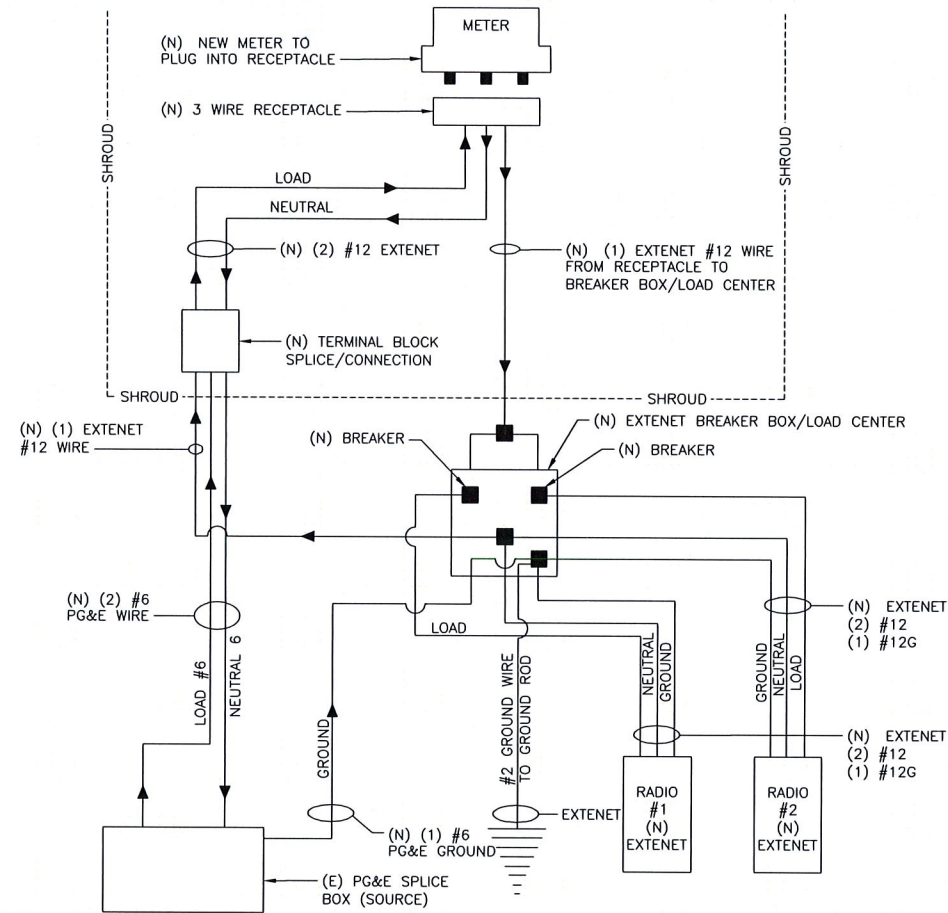 METER
(N) NEW METER TO
PLUG INTO RECEPTACLE
(N) 3 WIRE RECEPTACLE
SHROUD
SHROUD
LOAD
NEUTRAL
(N) (2) #12 EXTENET
(N) (1) EXTENET #12 WIRE
FROM RECEPTACLE TO
BREAKER BOX/LOAD CENTER
(N) TERMINAL BLOCK
SPLICE/CONNECTION
SHROUD
SHROUD
(N) (1) EXTENET
#12 WIRE
(N) BREAKER
(N) EXTENET BREAKER BOX/LOAD CENTER
(N) BREAKER
(N) (2) #6
PG&E WIRE
LOAD #6
NEUTRAL 6
LOAD
GROUND
#2 GROUND WIRE
TO GROUND ROD
NEUTRAL
GROUND
GROUND
NEUTRAL
LOAD
(N) EXTENET
(2) #12
(1) #12G
(N) EXTENET
(2) #12
(1) #12G
EXTENET
RADIO
#1
(N)
EXTENET
RADIO
#2
(N)
EXTENET
(N) (1) #6
PG&E GROUND
(E) PG&E SPLICE
BOX (SOURCE)